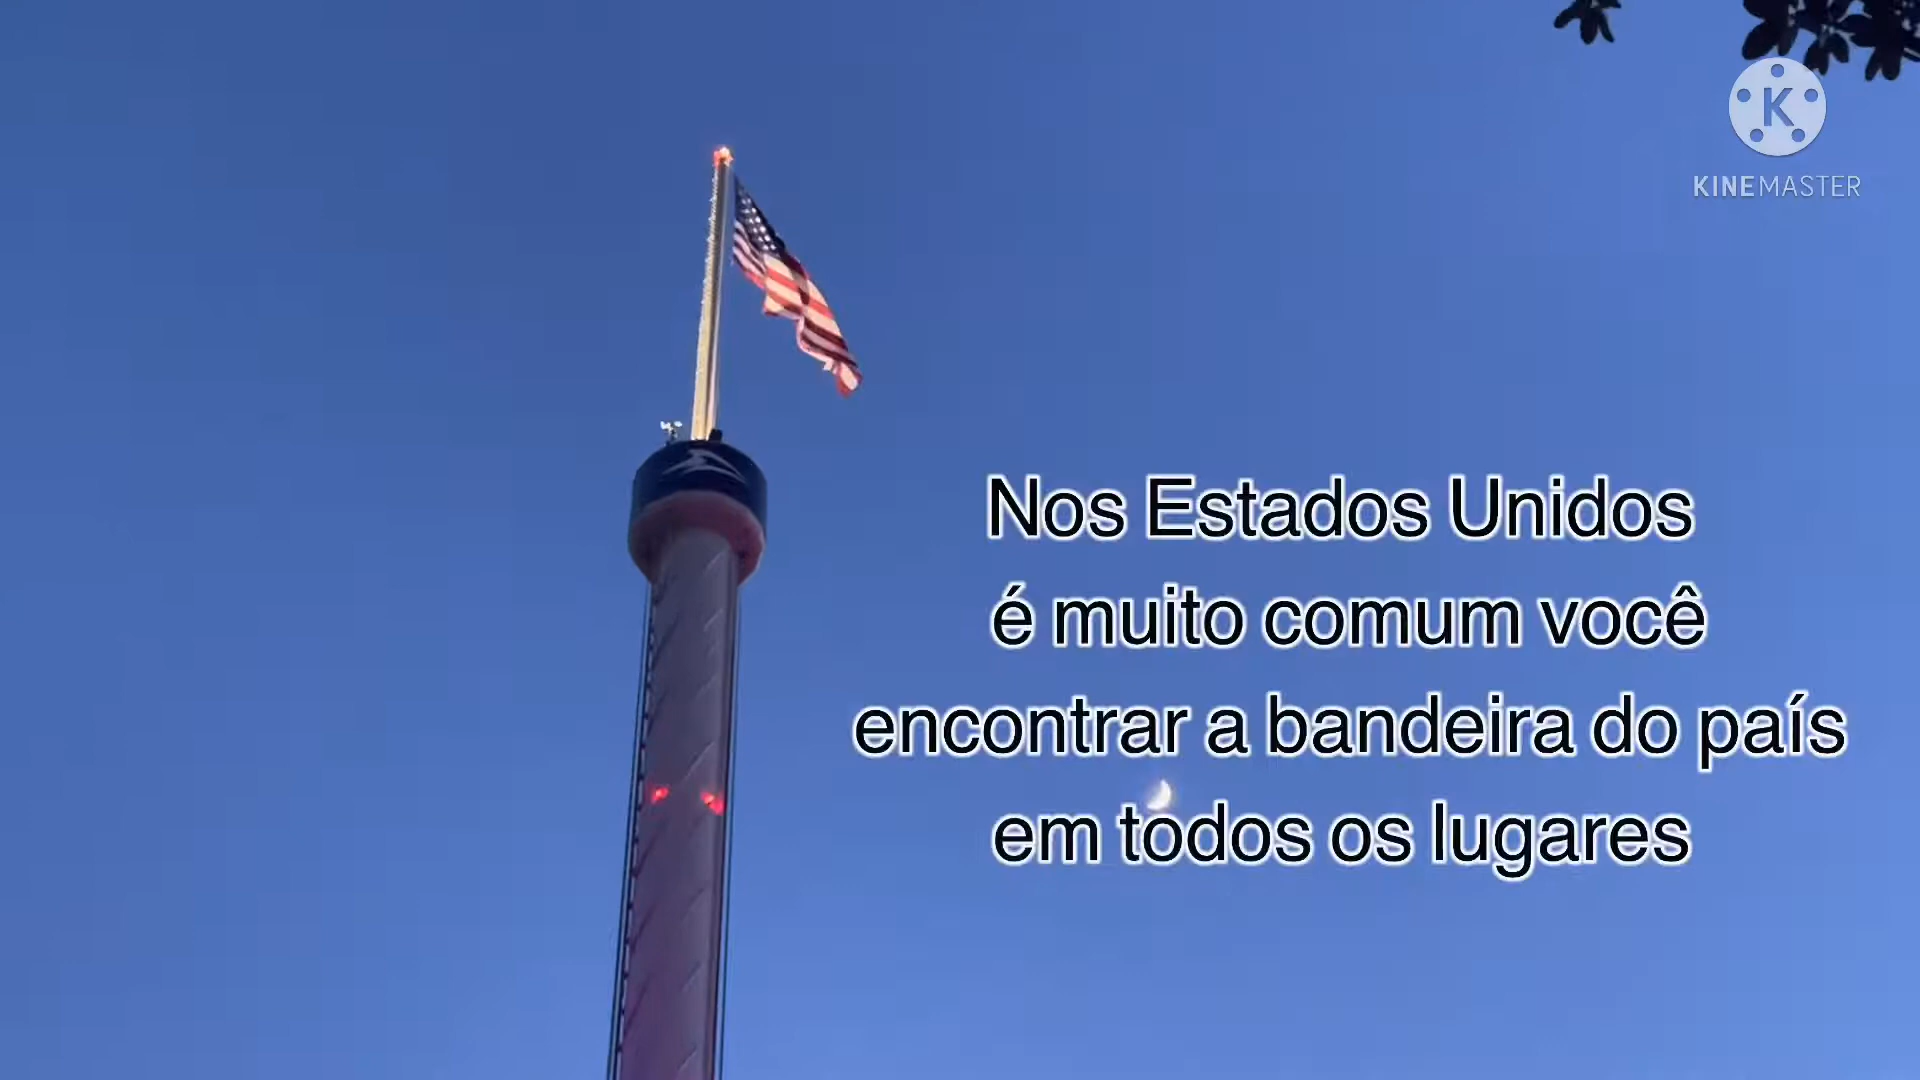 K
KINEMASTER
Nos Estados Unidos
é muito comum você
encontrar a bandeira do país
em todos os lugares